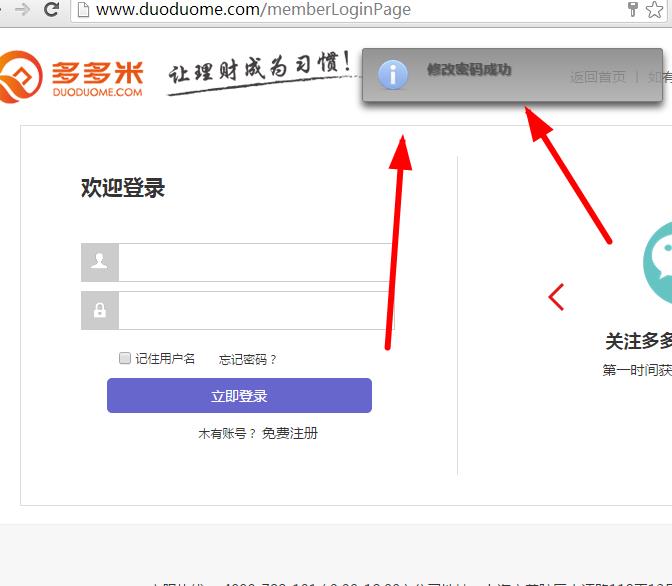 www.duoduome.com/memberLoginPage
多多米
DUODUOME.COM
让理财成为习惯!
修改密码成功
返回首页 | 如有
欢迎登录
记住用户名 忘记密码？
立即登录
木有账号？免费注册
关注多多
第一时间获